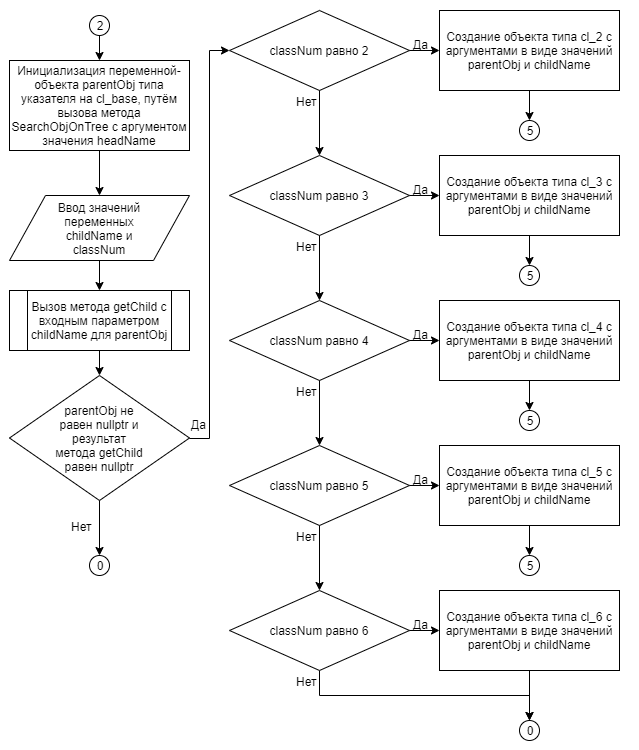 2
Инициализация переменной-
объекта parentObj типа
указателя на cl_base, путём
вызова метода
SearchObjOnTree с аргументом
значения headName
Ввод значений
переменных
childName и
classNum
Вызов метода getChild с
входным параметром
childName для parentObj
parentObj не
равен nullptr и
результат
метода getChild
равен nullptr
Да
Нет
0
classNum равно 2
Да
Нет
Создание объекта типа cl_2 с
аргументами в виде значений
parentObj и childName
5
classNum равно 3
Да
Нет
Создание объекта типа cl_3 с
аргументами в виде значений
parentObj и childName
5
classNum равно 4
Да
Нет
Создание объекта типа cl_4 с
аргументами в виде значений
parentObj и childName
5
classNum равно 5
Да
Нет
Создание объекта типа cl_5 с
аргументами в виде значений
parentObj и childName
5
classNum равно 6
Да
Нет
Создание объекта типа cl_6 с
аргументами в виде значений
parentObj и childName
0